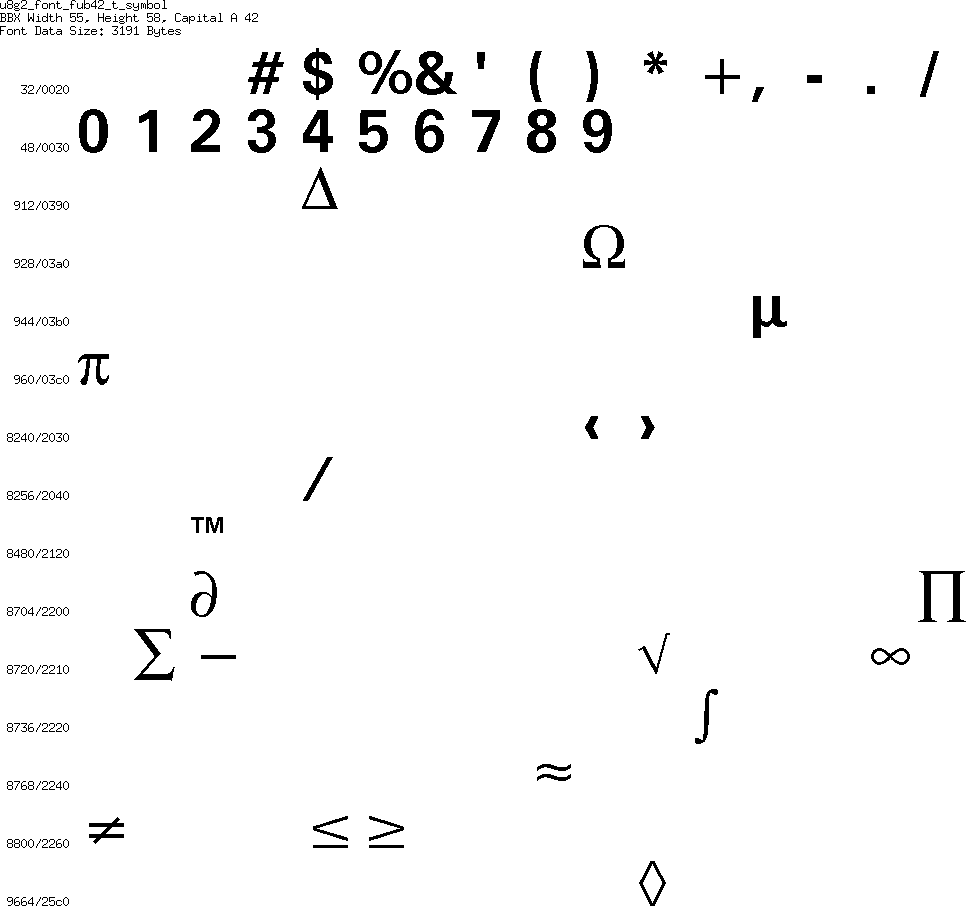 u8g2_font_fub42_t_symbol
BBX Width 55, Height 58, Capital A 42
Font Data Size: 3191 Bytes
32/0020 # $ % & ' ( ) * + , - . /
48/0030 0 1 2 3 4 5 6 7 8 9
912/0390 Δ
928/03a0 Ω
944/03b0 μ
960/03c0 π
8240/2030 ‹ ›
8256/2040 ⁄
8480/2120 ™
8704/2200 ∂ ∏
8720/2210 ∑ − √ ∞
8736/2220 ∫
8768/2240 ≈
8800/2260 ≠ ≤ ≥
9664/25c0 ◊